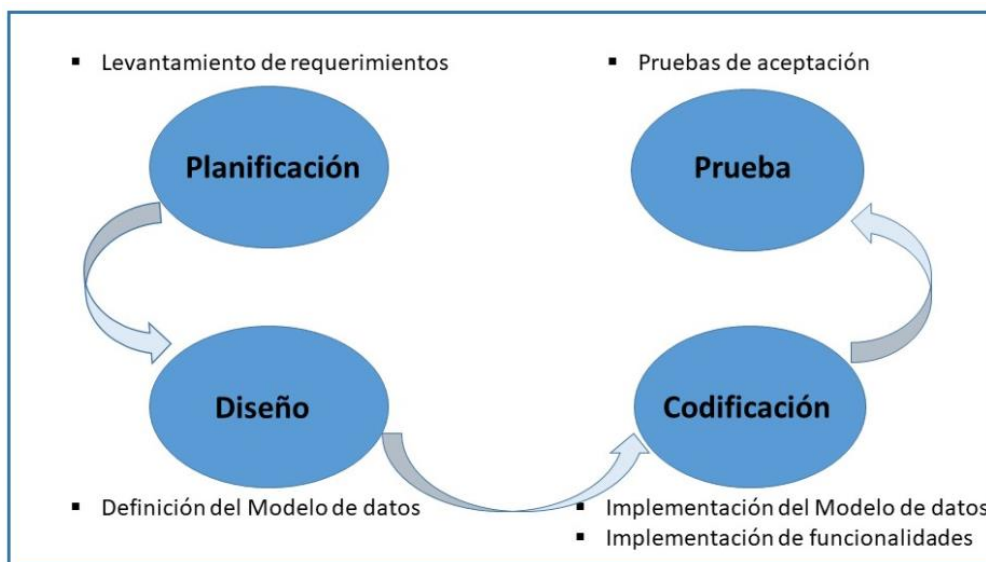 ▪ Levantamiento de requerimientos
▪ Pruebas de aceptación
Planificación
Prueba
Diseño
Codificación
▪ Definición del Modelo de datos
▪ Implementación del Modelo de datos
▪ Implementación de funcionalidades